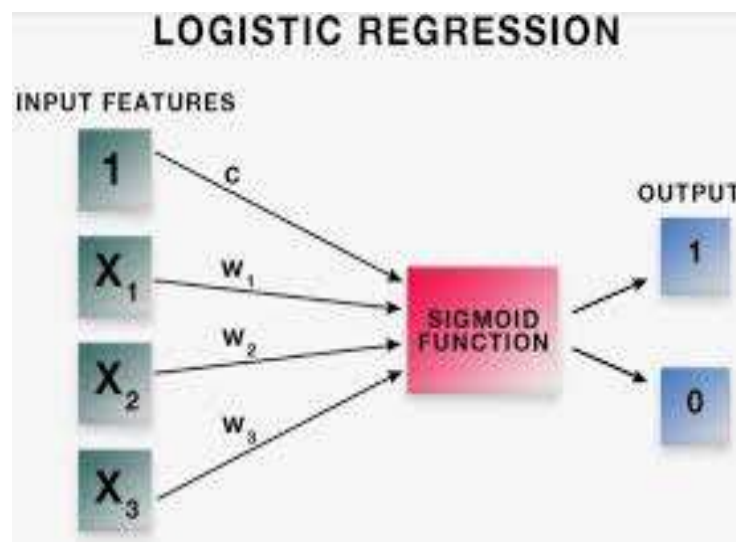 LOGISTIC REGRESSION
INPUT FEATURES
1
C
X₁
W₁
X₂
W₂
X₃
W₃
SIGMOID
FUNCTION
OUTPUT
1
0